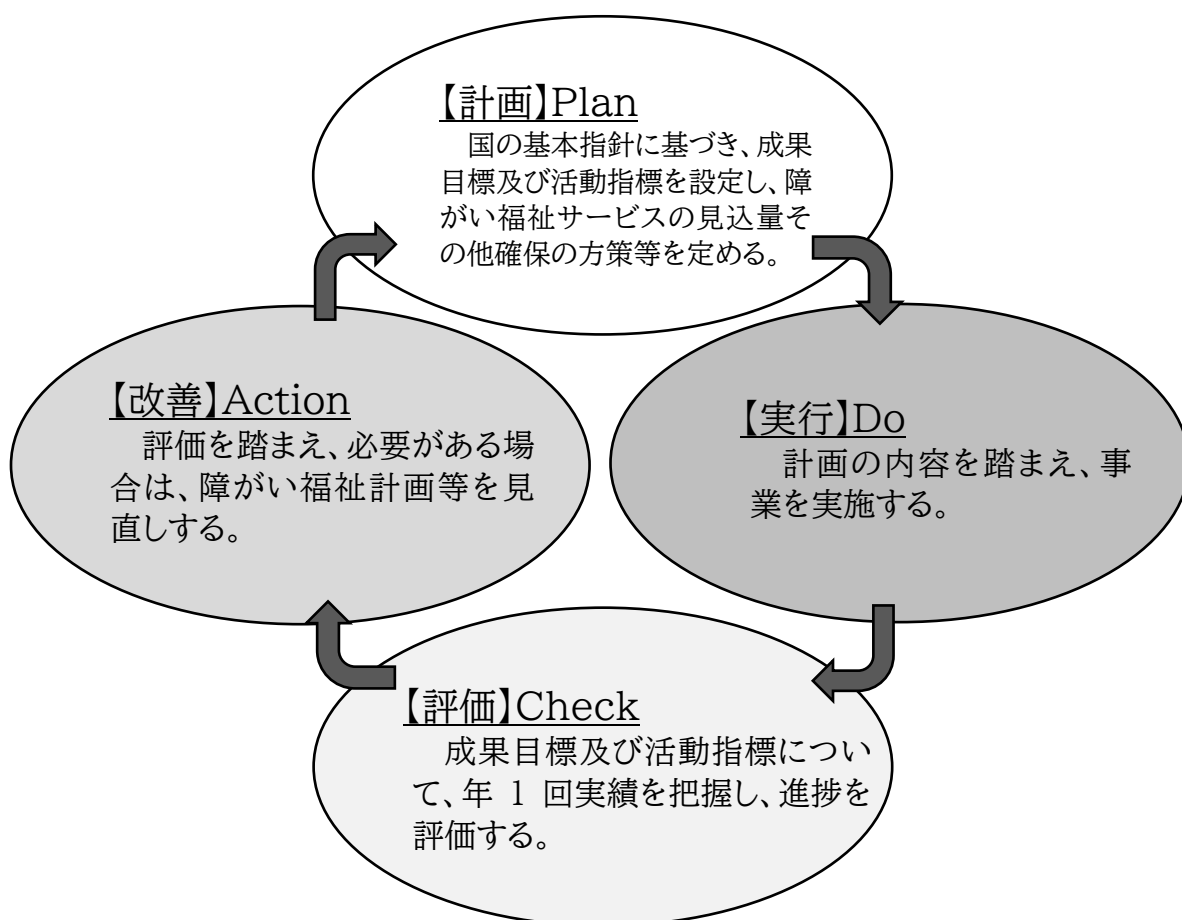 【計画】Plan
国の基本指針に基づき、成果
目標及び活動指標を設定し、障
がい福祉サービスの見込量そ
の他確保の方策等を定める。
【改善】Action
評価を踏まえ、必要がある場
合は、障がい福祉計画等を見
直しする。
【実行】Do
計画の内容を踏まえ、事
業を実施する。
【評価】Check
成果目標及び活動指標につい
て、年 1 回実績を把握し、進捗を
評価する。